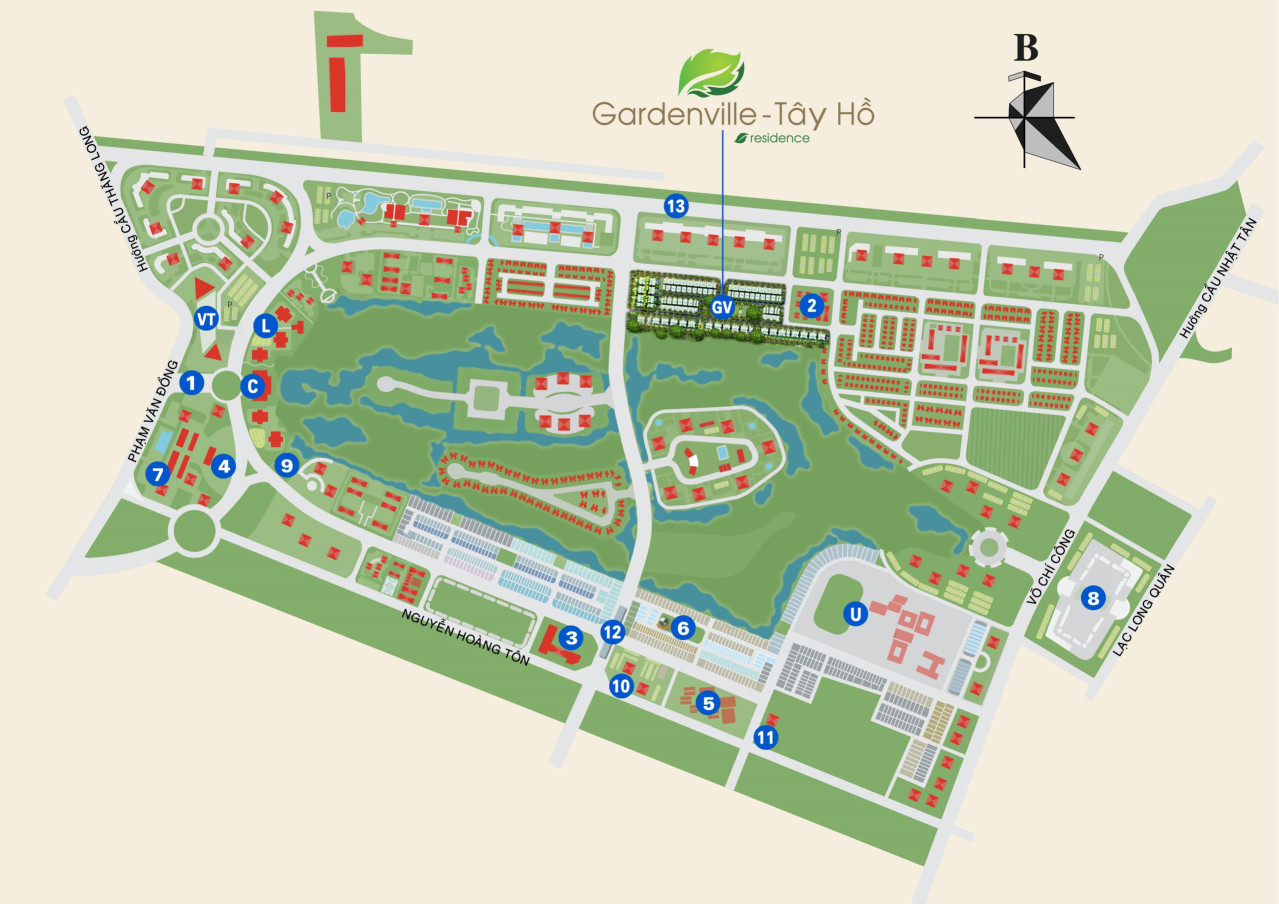 B
Gardenville - Tây Hồ
residence
Hướng CẦU THĂNG LONG
Hướng CẦU NHẬT TÂN
13
P
P
P
P
GV
2
VT
L
1
C
PHẠM VĂN ĐỒNG
7
4
9
VÕ CHÍ CÔNG
LẠC LONG QUÂN
8
U
NGUYỄN HOÀNG TÔN
3
12
6
10
5
11